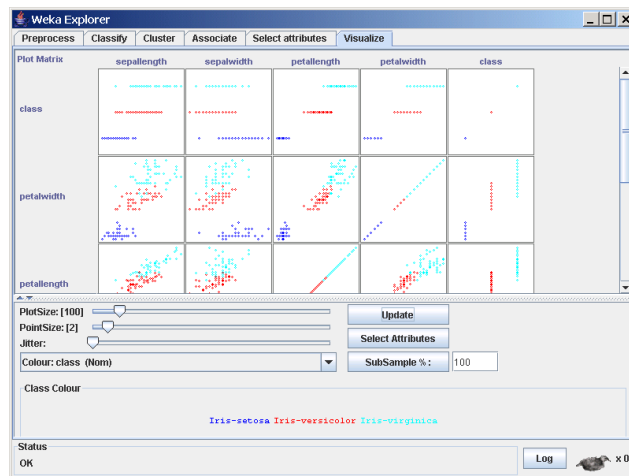 Weka Explorer
Preprocess Classify Cluster Associate Select attributes Visualize
Plot Matrix sepallength sepalwidth petallength petalwidth class
class
petalwidth
petallength
PlotSize: [100]
Update
PointSize: [2]
Jitter:
Select Attributes
Colour: class (Nom)
SubSample % :
100
Class Colour
Iris-setosa Iris-versicolor Iris-virginica
Status
OK
Log
x 0